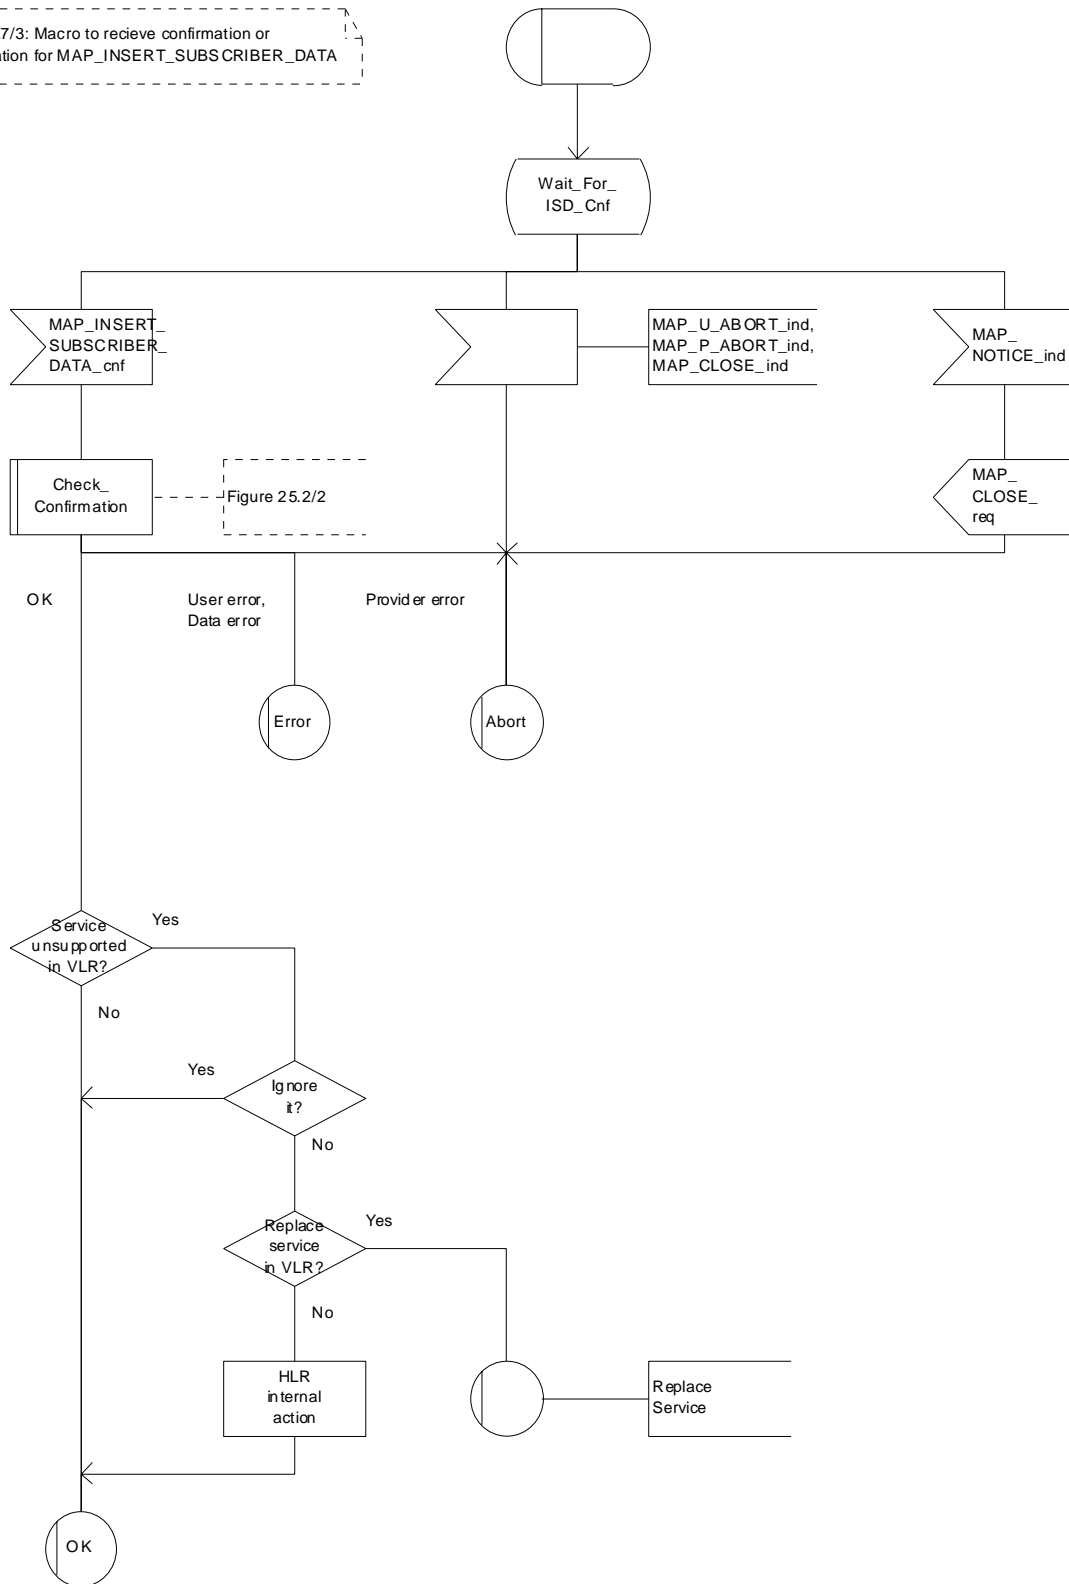 7/3: Macro to recieve confirmation or
ation for MAP_INSERT_SUBSCRIBER_DATA
Wait_For_
ISD_Cnf
MAP_INSERT_
SUBSCRIBER_
DATA_cnf
MAP_U_ABORT_ind,
MAP_P_ABORT_ind,
MAP_CLOSE_ind
MAP_
NOTICE_ind
Check_
Confirmation
Figure 25.2/2
MAP_
CLOSE_
req
OK
User error,
Data error
Provider error
Error
Abort
Service
unsupported
in VLR?
Yes
No
Yes
Ignore
it?
No
Replace
service
in VLR?
Yes
No
HLR
internal
action
Replace
Service
OK